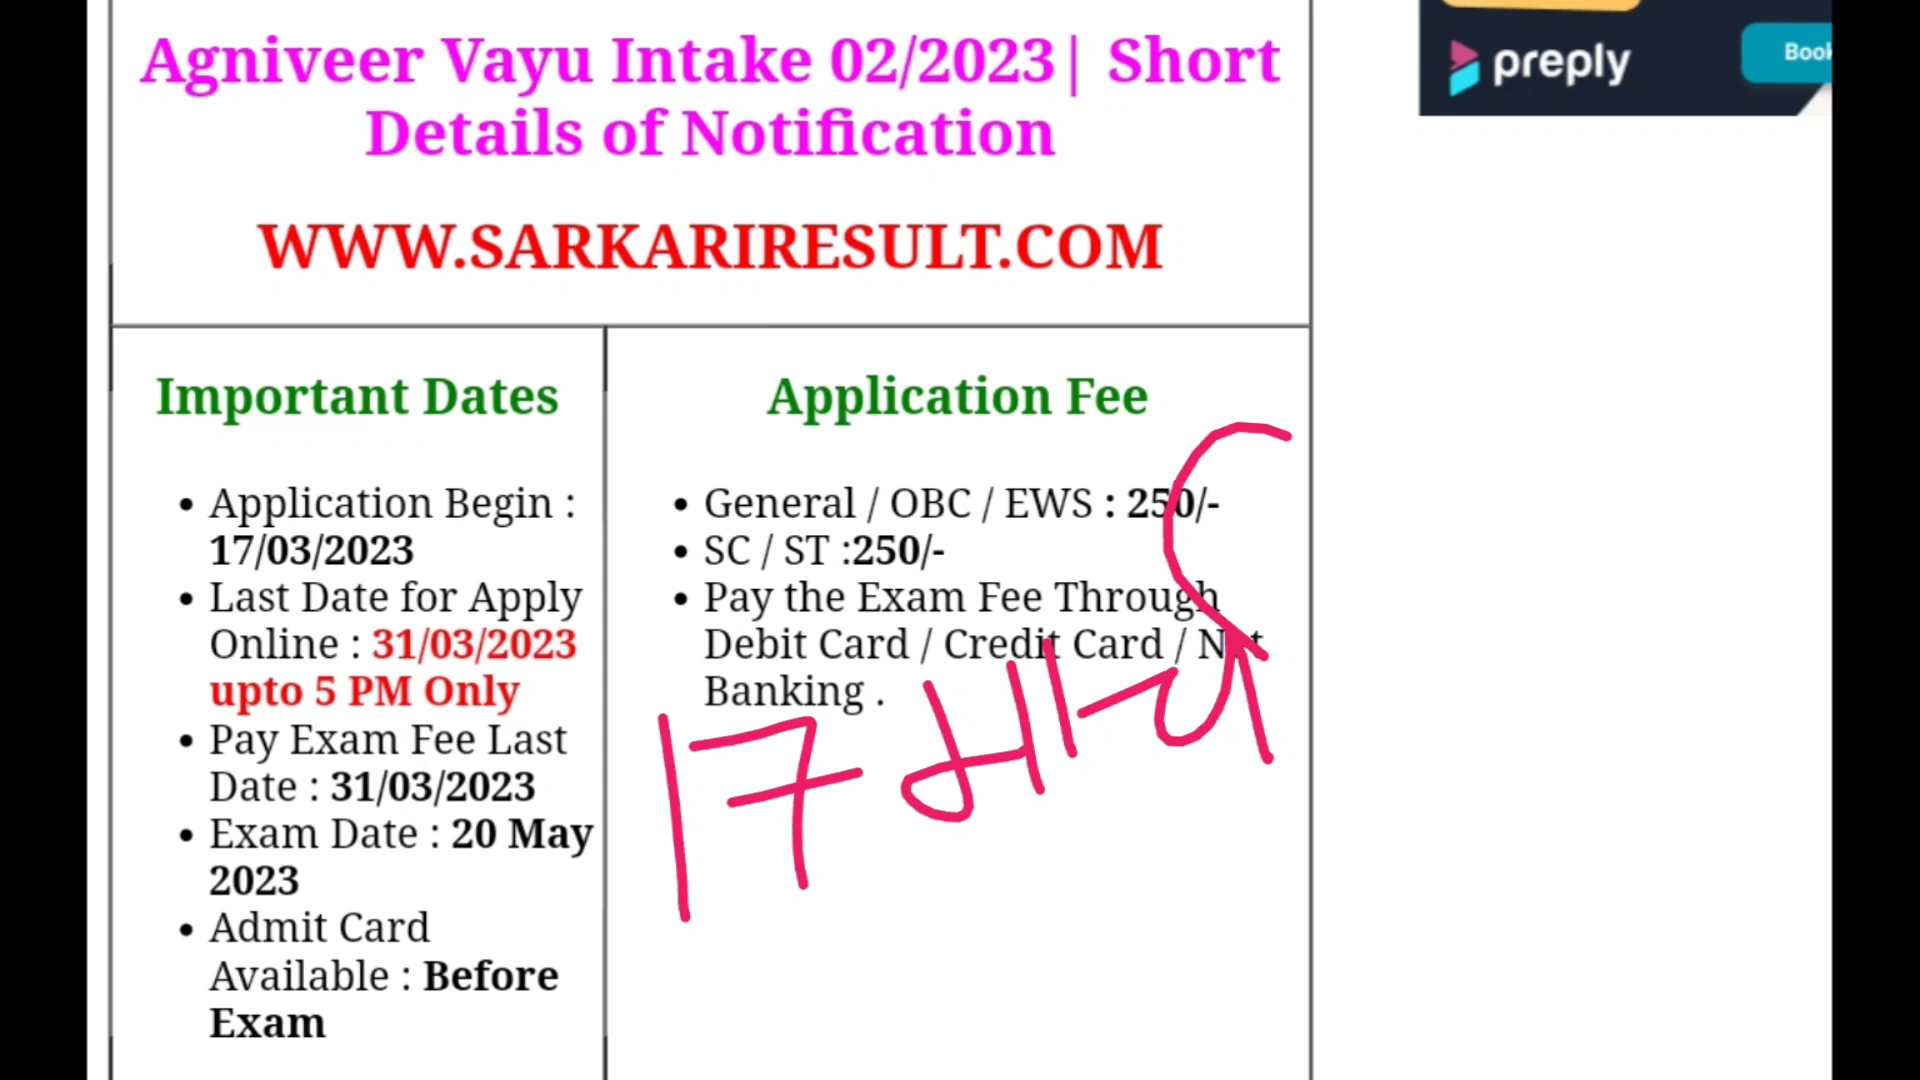 Agniveer Vayu Intake 02/2023| Short
Details of Notification
WWW.SARKARIRESULT.COM
Important Dates
• Application Begin :
17/03/2023
• Last Date for Apply
Online : 31/03/2023
upto 5 PM Only
• Pay Exam Fee Last
Date : 31/03/2023
• Exam Date : 20 May
2023
• Admit Card
Available : Before
Exam
Application Fee
• General / OBC / EWS : 250/-
• SC / ST :250/-
• Pay the Exam Fee Through
Debit Card / Credit Card / Net
Banking .
17 मार्च
preply
Book